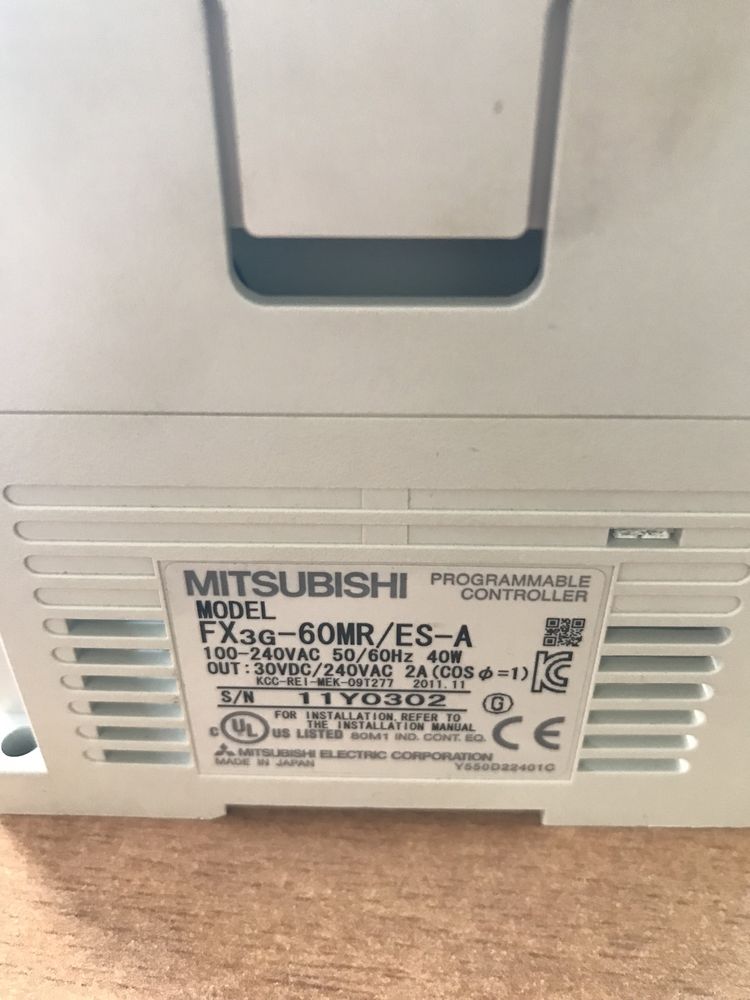 MITSUBISHI PROGRAMMABLE CONTROLLER
MODEL
FX3G-60MR/ES-A
100-240VAC 50/60Hz 40W
OUT:30VDC/240VAC 2A(COSφ=1)
KCC-REI-MEK-09T277 2011.11
S/N 11Y0302
G
FOR INSTALLATION,REFER TO THE INSTALLATION MANUAL
C UL US LISTED 80M1 IND. CONT. EQ. CE
MITSUBISHI ELECTRIC CORPORATION
MADE IN JAPAN Y550D22401C